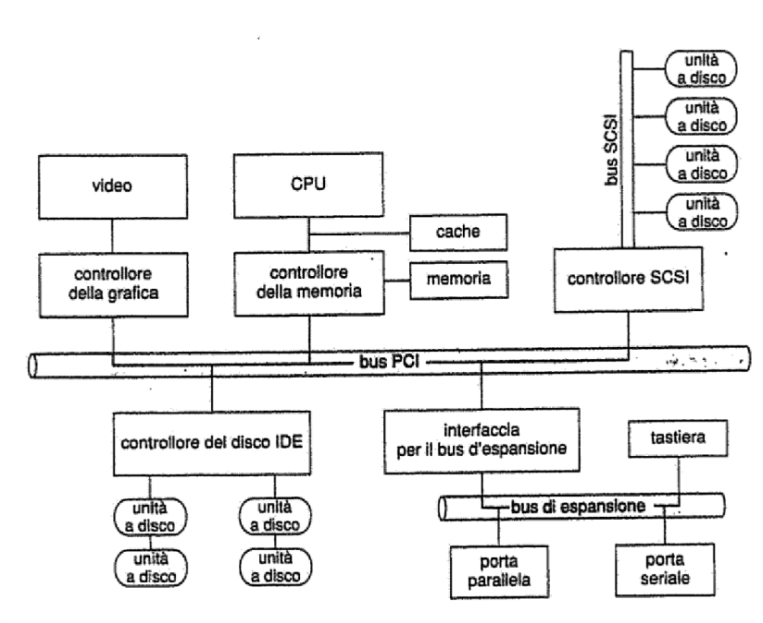 unità
a disco
unità
a disco
unità
a disco
unità
a disco
bus SCSI
video
CPU
cache
controllore
della grafica
controllore
della memoria
memoria
controllore SCSI
bus PCI
controllore del disco IDE
interfaccia
per il bus d'espansione
tastiera
unità
a disco
unità
a disco
bus di espansione
unità
a disco
unità
a disco
porta
parallela
porta
seriale